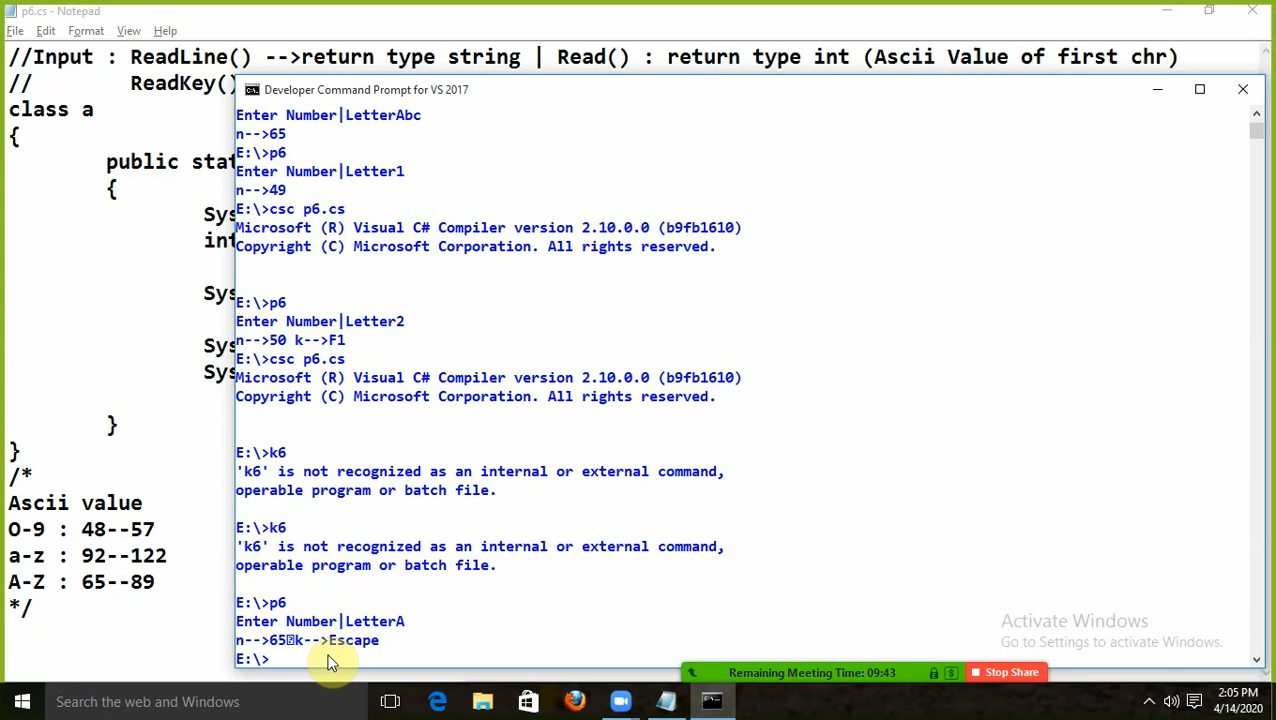 p6.cs - Notepad
File Edit Format View Help
//Input : ReadLine() -->return type string | Read() : return type int (Ascii Value of first chr)
// ReadKey()
class a
{
public stat
{
Sys
int
Sys
Sys
Sys
}
}
/*
Ascii value
O-9 : 48--57
a-z : 92--122
A-Z : 65--89
*/
Developer Command Prompt for VS 2017
Enter Number|LetterAbc
n-->65
E:\>p6
Enter Number|Letter1
n-->49
E:\>csc p6.cs
Microsoft (R) Visual C# Compiler version 2.10.0.0 (b9fb1610)
Copyright (C) Microsoft Corporation. All rights reserved.
E:\>p6
Enter Number|Letter2
n-->50 k-->F1
E:\>csc p6.cs
Microsoft (R) Visual C# Compiler version 2.10.0.0 (b9fb1610)
Copyright (C) Microsoft Corporation. All rights reserved.
E:\>k6
'k6' is not recognized as an internal or external command,
operable program or batch file.
E:\>k6
'k6' is not recognized as an internal or external command,
operable program or batch file.
E:\>p6
Enter Number|LetterA
n-->65⍰k-->Escape
E:\>
Activate Windows
Go to Settings to activate Windows.
Remaining Meeting Time: 09:43 Stop Share
Search the web and Windows
2:05 PM
4/14/2020